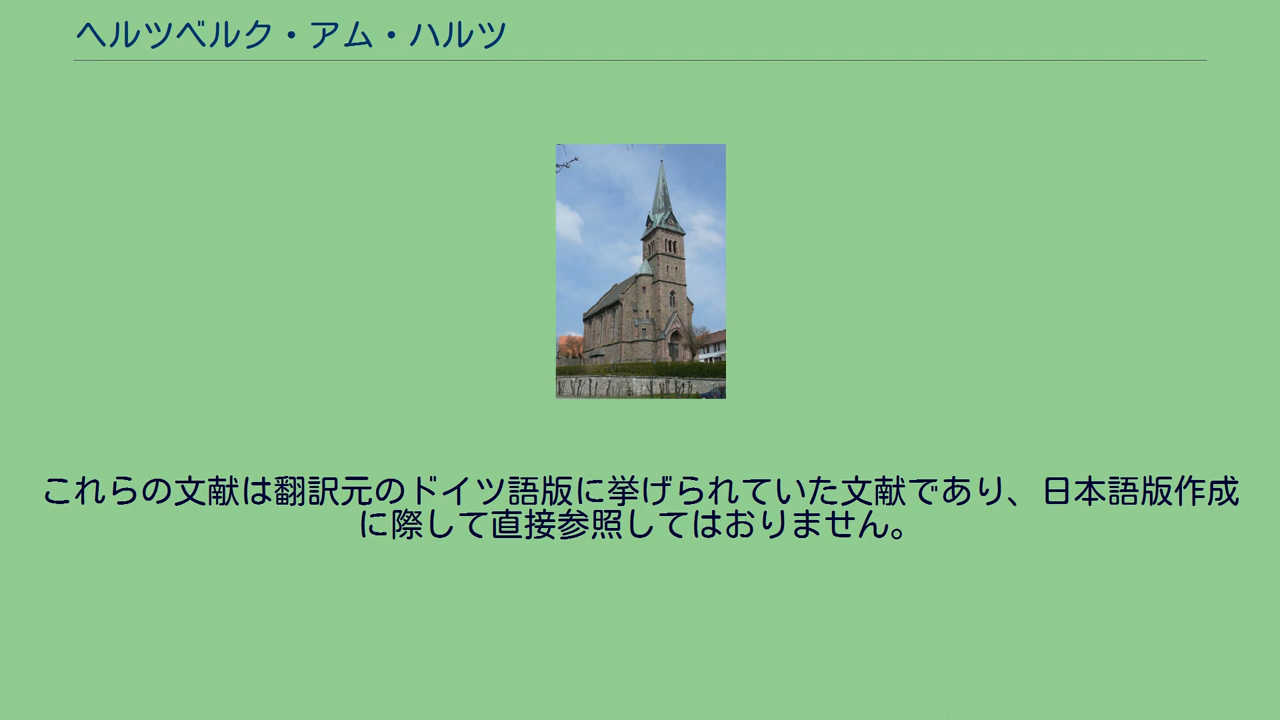 ヘルツベルク・アム・ハルツ
これらの文献は翻訳元のドイツ語版に挙げられていた文献であり、日本語版作成
に際して直接参照してはおりません。